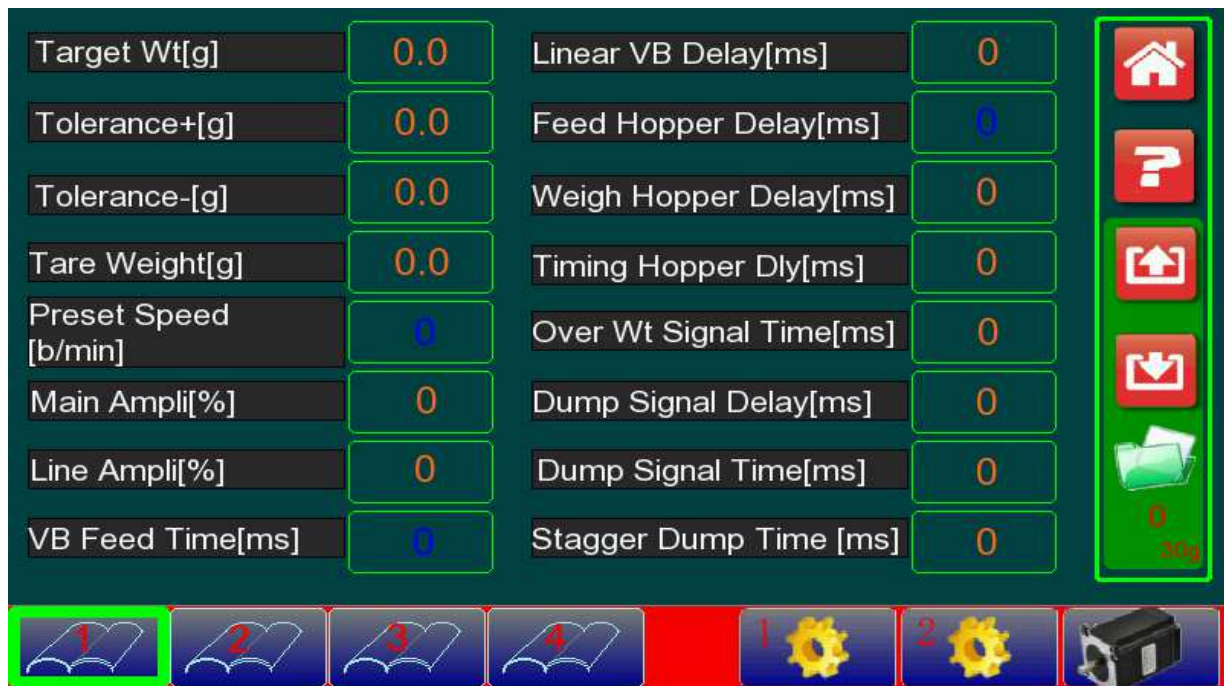 Target Wt[g] 0.0 Linear VB Delay[ms] 0
Tolerance+[g] 0.0 Feed Hopper Delay[ms] 0
Tolerance-[g] 0.0 Weigh Hopper Delay[ms] 0
Tare Weight[g] 0.0 Timing Hopper Dly[ms] 0
Preset Speed
[b/min] 0 Over Wt Signal Time[ms] 0
Main Ampli[%] 0 Dump Signal Delay[ms] 0
Line Ampli[%] 0 Dump Signal Time[ms] 0
VB Feed Time[ms] 0 Stagger Dump Time [ms] 0
?
0
30g
1 2 3 4 1 2